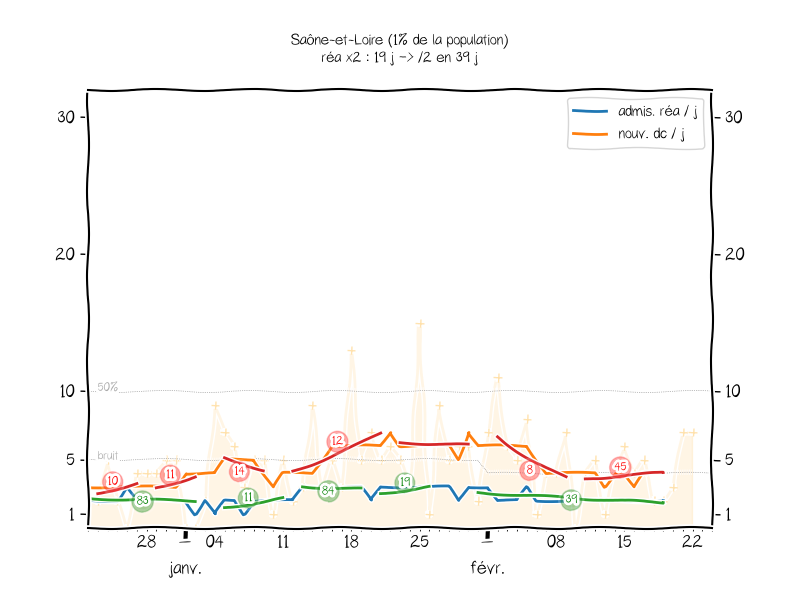 Saône-et-Loire (1% de la population)
réa x2 : 19 j -> /2 en 39 j
admis. réa / j
nouv. dc / j
30 30
20 20
10 10
50%
5 5
bruit
1 1
10 11 14 12 8 45
83 11 84 19 39
28 04 11 18 25 08 15 22
janv. févr.